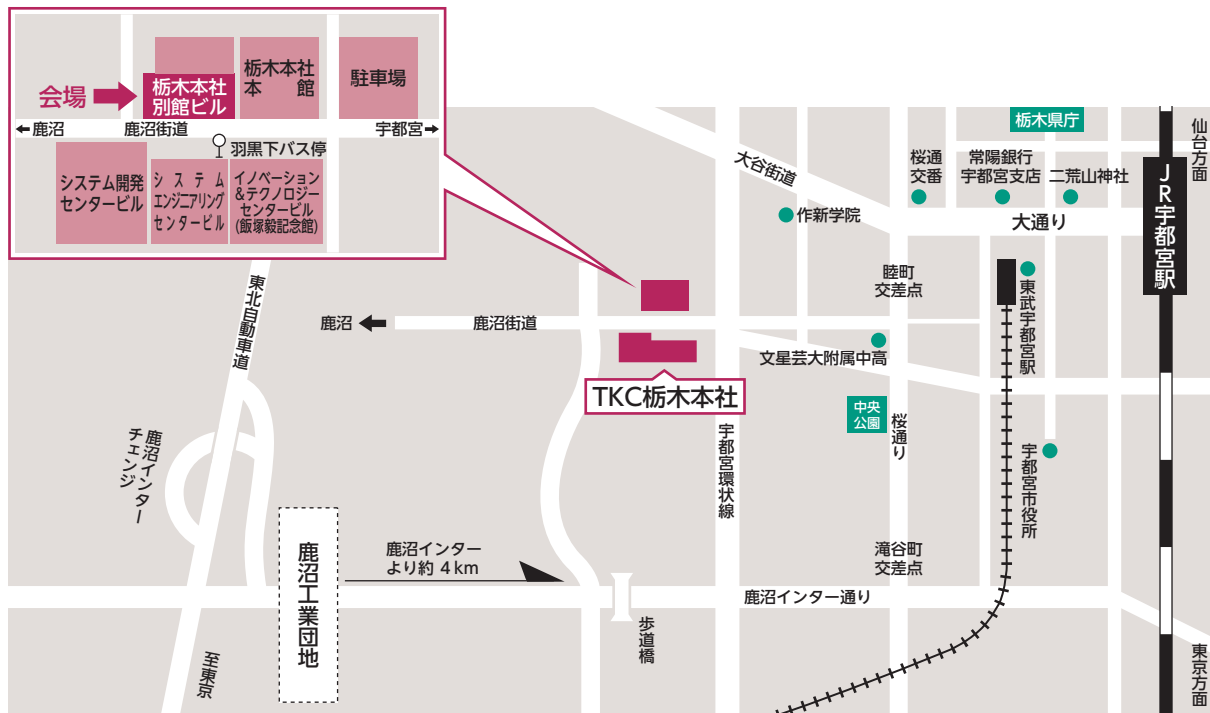 栃木本社
本館
駐車場
会場
栃木本社
別館ビル
鹿沼
鹿沼街道
宇都宮
羽黒下バス停
システム開発
センタービル
システム
エンジニアリング
センタービル
イノベーション
&テクノロジー
センタービル
(飯塚毅記念館)
栃木県庁
仙台方面
大谷街道
桜通
交番
常陽銀行
宇都宮支店
二荒山神社
JR宇都宮駅
作新学院
大通り
睦町
交差点
東武宇都宮駅
東北自動車道
鹿沼
鹿沼街道
文星芸大附属中高
TKC栃木本社
中央
公園
桜通り
宇都宮環状線
宇都宮市役所
鹿沼インター
チェンジ
鹿沼工業団地
鹿沼インター
より約 4km
滝谷町
交差点
鹿沼インター通り
歩道橋
至東京
東京方面